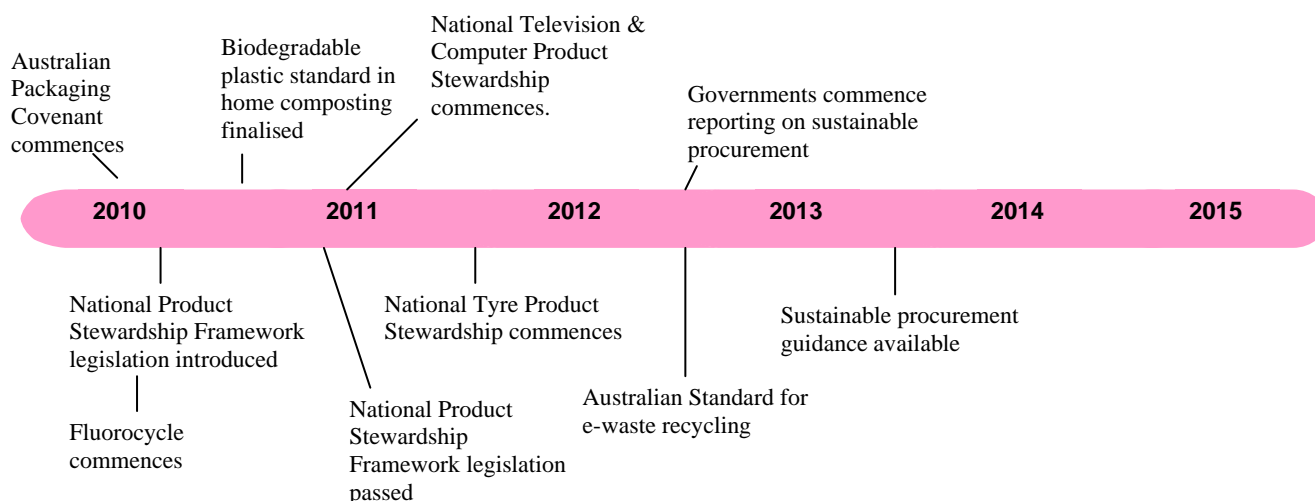 Australian
Packaging
Covenant
commences
Biodegradable
plastic standard in
home composting
finalised
National Television &
Computer Product
Stewardship
commences.
Governments commence
reporting on sustainable
procurement
2010
2011
2012
2013
2014
2015
National Product
Stewardship Framework
legislation introduced
Fluorocycle
commences
National Product
Stewardship
Framework legislation
passed
National Tyre Product
Stewardship commences
Australian Standard for
e-waste recycling
Sustainable procurement
guidance available